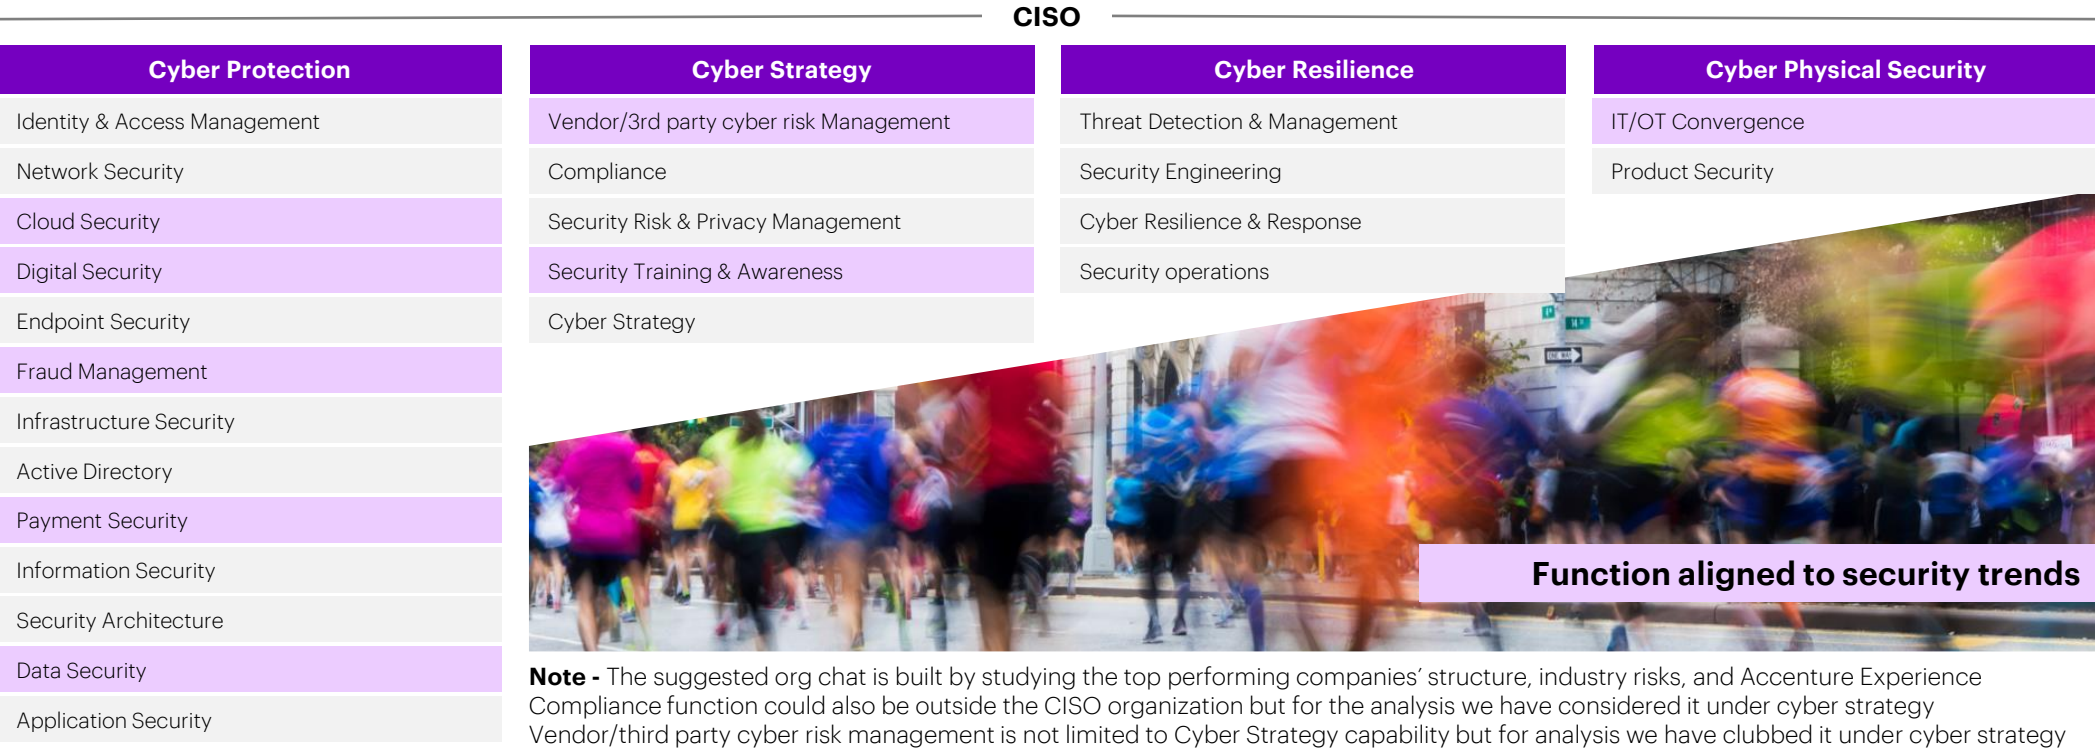 CISO
Cyber Protection
Identity & Access Management
Network Security
Cloud Security
Digital Security
Endpoint Security
Fraud Management
Infrastructure Security
Active Directory
Payment Security
Information Security
Security Architecture
Data Security
Application Security
Cyber Strategy
Vendor/3rd party cyber risk Management
Compliance
Security Risk & Privacy Management
Security Training & Awareness
Cyber Strategy
Cyber Resilience
Threat Detection & Management
Security Engineering
Cyber Resilience & Response
Security operations
Cyber Physical Security
IT/OT Convergence
Product Security
ONE WAY
Function aligned to security trends
Note - The suggested org chat is built by studying the top performing companies’ structure, industry risks, and Accenture Experience
Compliance function could also be outside the CISO organization but for the analysis we have considered it under cyber strategy
Vendor/third party cyber risk management is not limited to Cyber Strategy capability but for analysis we have clubbed it under cyber strategy